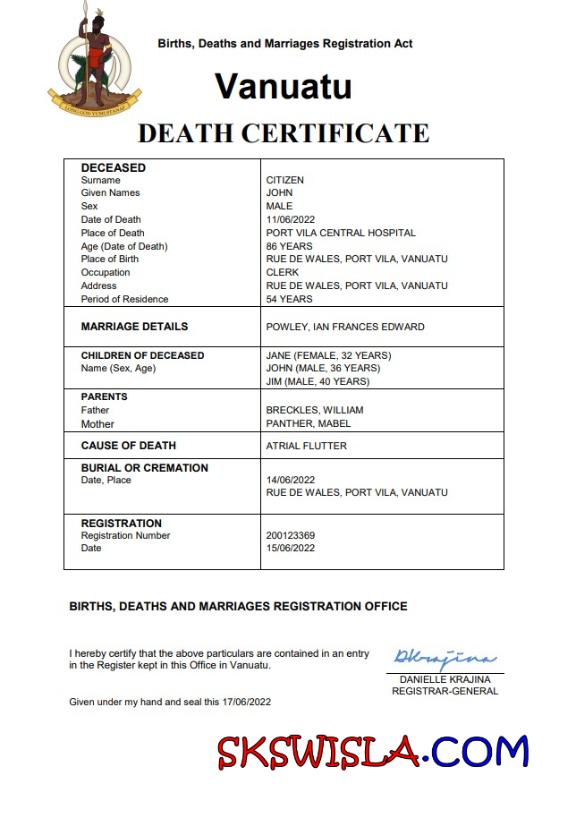 Births, Deaths and Marriages Registration Act
Vanuatu
DEATH CERTIFICATE
DECEASED
Surname CITIZEN
Given Names JOHN
Sex MALE
Date of Death 11/06/2022
Place of Death PORT VILA CENTRAL HOSPITAL
Age (Date of Death) 86 YEARS
Place of Birth RUE DE WALES, PORT VILA, VANUATU
Occupation CLERK
Address RUE DE WALES, PORT VILA, VANUATU
Period of Residence 54 YEARS
MARRIAGE DETAILS POWLEY, IAN FRANCES EDWARD
CHILDREN OF DECEASED JANE (FEMALE, 32 YEARS)
Name (Sex, Age) JOHN (MALE, 36 YEARS)
JIM (MALE, 40 YEARS)
PARENTS
Father BRECKLES, WILLIAM
Mother PANTHER, MABEL
CAUSE OF DEATH ATRIAL FLUTTER
BURIAL OR CREMATION
Date, Place 14/06/2022
RUE DE WALES, PORT VILA, VANUATU
REGISTRATION
Registration Number 200123369
Date 15/06/2022
BIRTHS, DEATHS AND MARRIAGES REGISTRATION OFFICE
I hereby certify that the above particulars are contained in an entry
in the Register kept in this Office in Vanuatu.
DKrajina
DANIELLE KRAJINA
REGISTRAR-GENERAL
Given under my hand and seal this 17/06/2022
SKSWISLA.COM